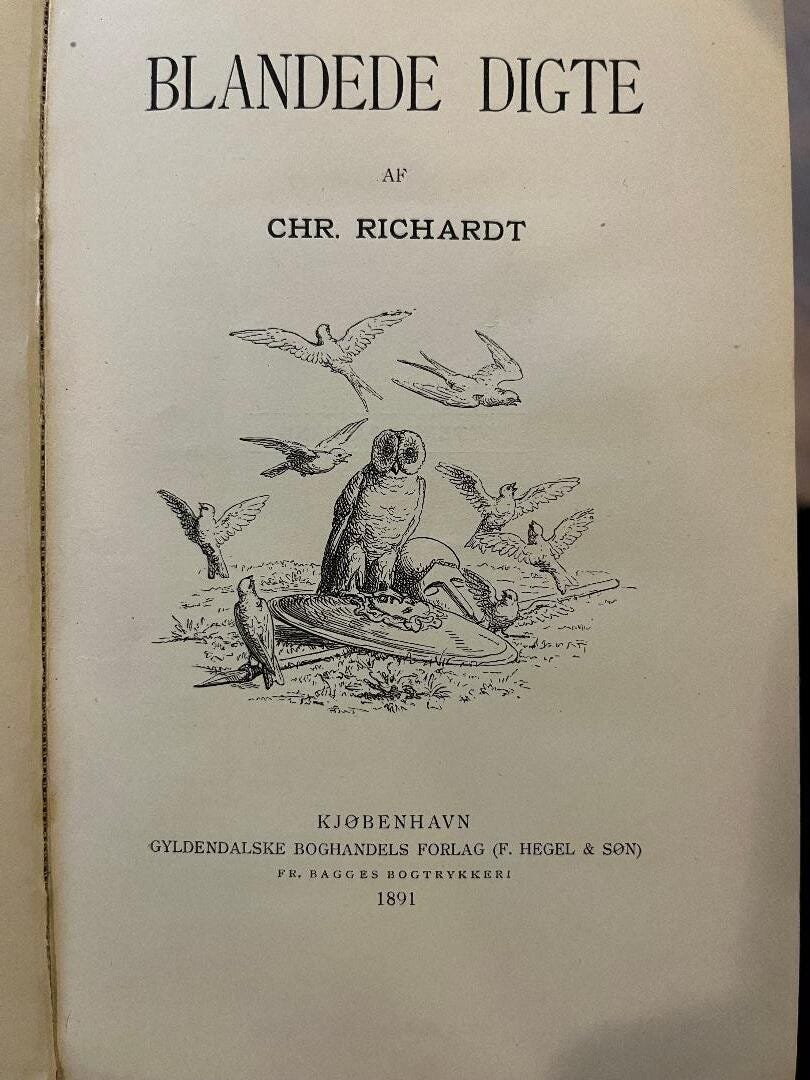 BLANDEDE DIGTE
AF
CHR. RICHARDT
KJØBENHAVN
GYLDENDALSKE BOGHANDELS FORLAG (F. HEGEL & SØN)
FR. BAGGES BOGTRYKKERI
1891